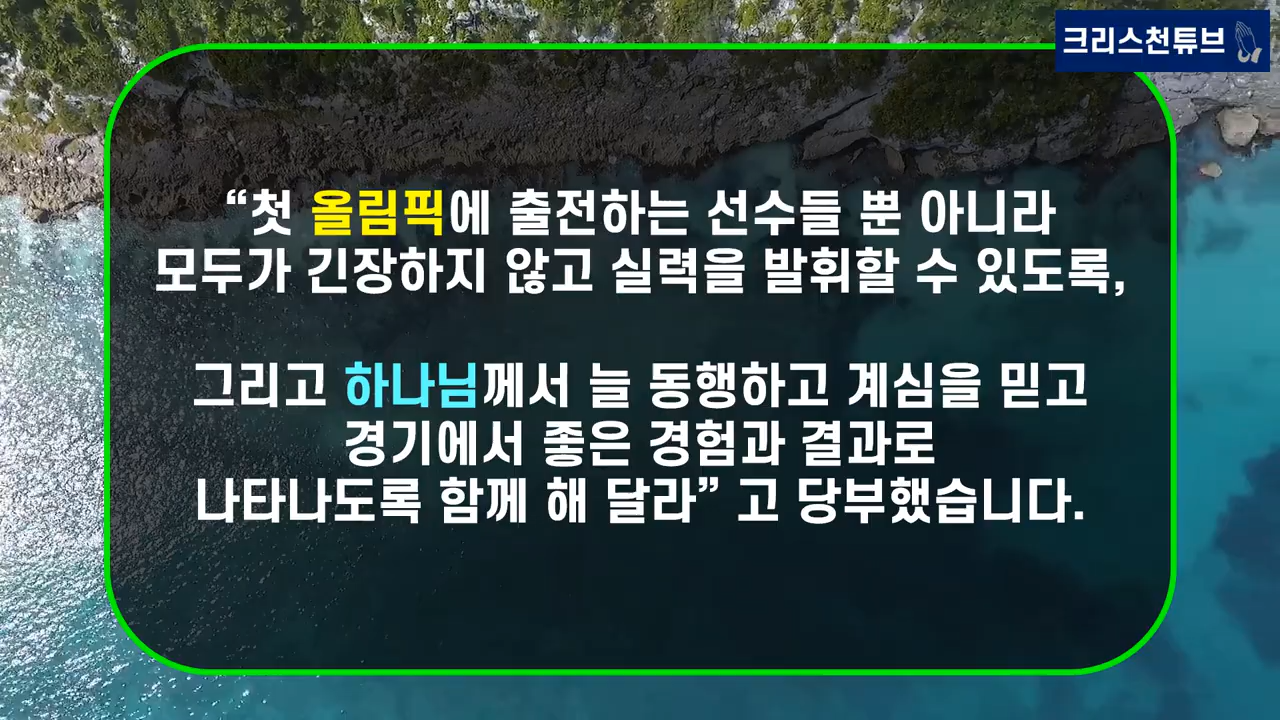 크리스천튜브
“첫 올림픽에 출전하는 선수들 뿐 아니라
모두가 긴장하지 않고 실력을 발휘할 수 있도록,
그리고 하나님께서 늘 동행하고 계심을 믿고
경기에서 좋은 경험과 결과로
나타나도록 함께 해 달라” 고 당부했습니다.